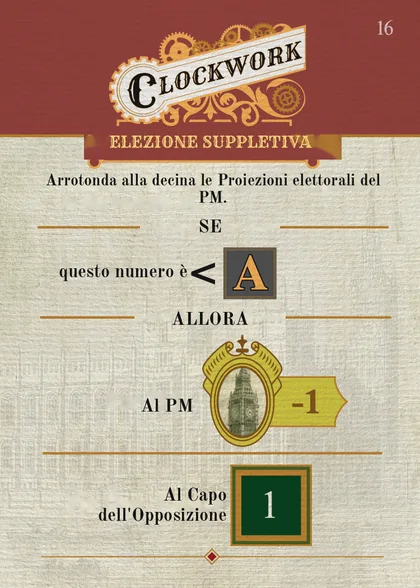 16
CLOCKWORK
ELEZIONE SUPPLETIVA
Arrotonda alla decina le Proiezioni elettorali del
PM.
SE
questo numero è < A
ALLORA
Al PM -1
Al Capo
dell'Opposizione
1